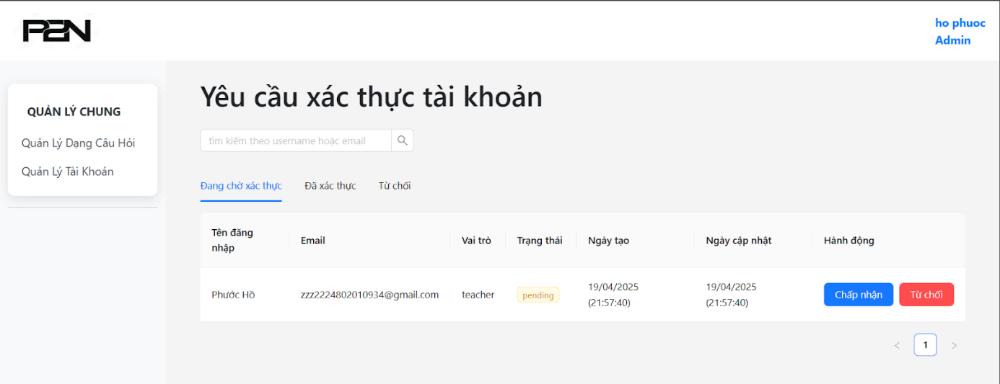 P2N
ho phuoc
Admin
QUẢN LÝ CHUNG
Quản Lý Dạng Câu Hỏi
Quản Lý Tài Khoản
Yêu cầu xác thực tài khoản
tìm kiếm theo username hoặc email
Đang chờ xác thực Đã xác thực Từ chối
Tên đăng nhập Email Vai trò Trạng thái Ngày tạo Ngày cập nhật Hành động
Phước Hồ zzz2224802010934@gmail.com teacher pending 19/04/2025 (21:57:40) 19/04/2025 (21:57:40) Chấp nhận Từ chối
< 1 >